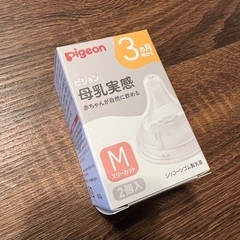 pigeon
3ヵ月
ピジョン
母乳実感
赤ちゃんが自然に飲める
M
スリーカット
2個入
シリコーンゴム製乳首